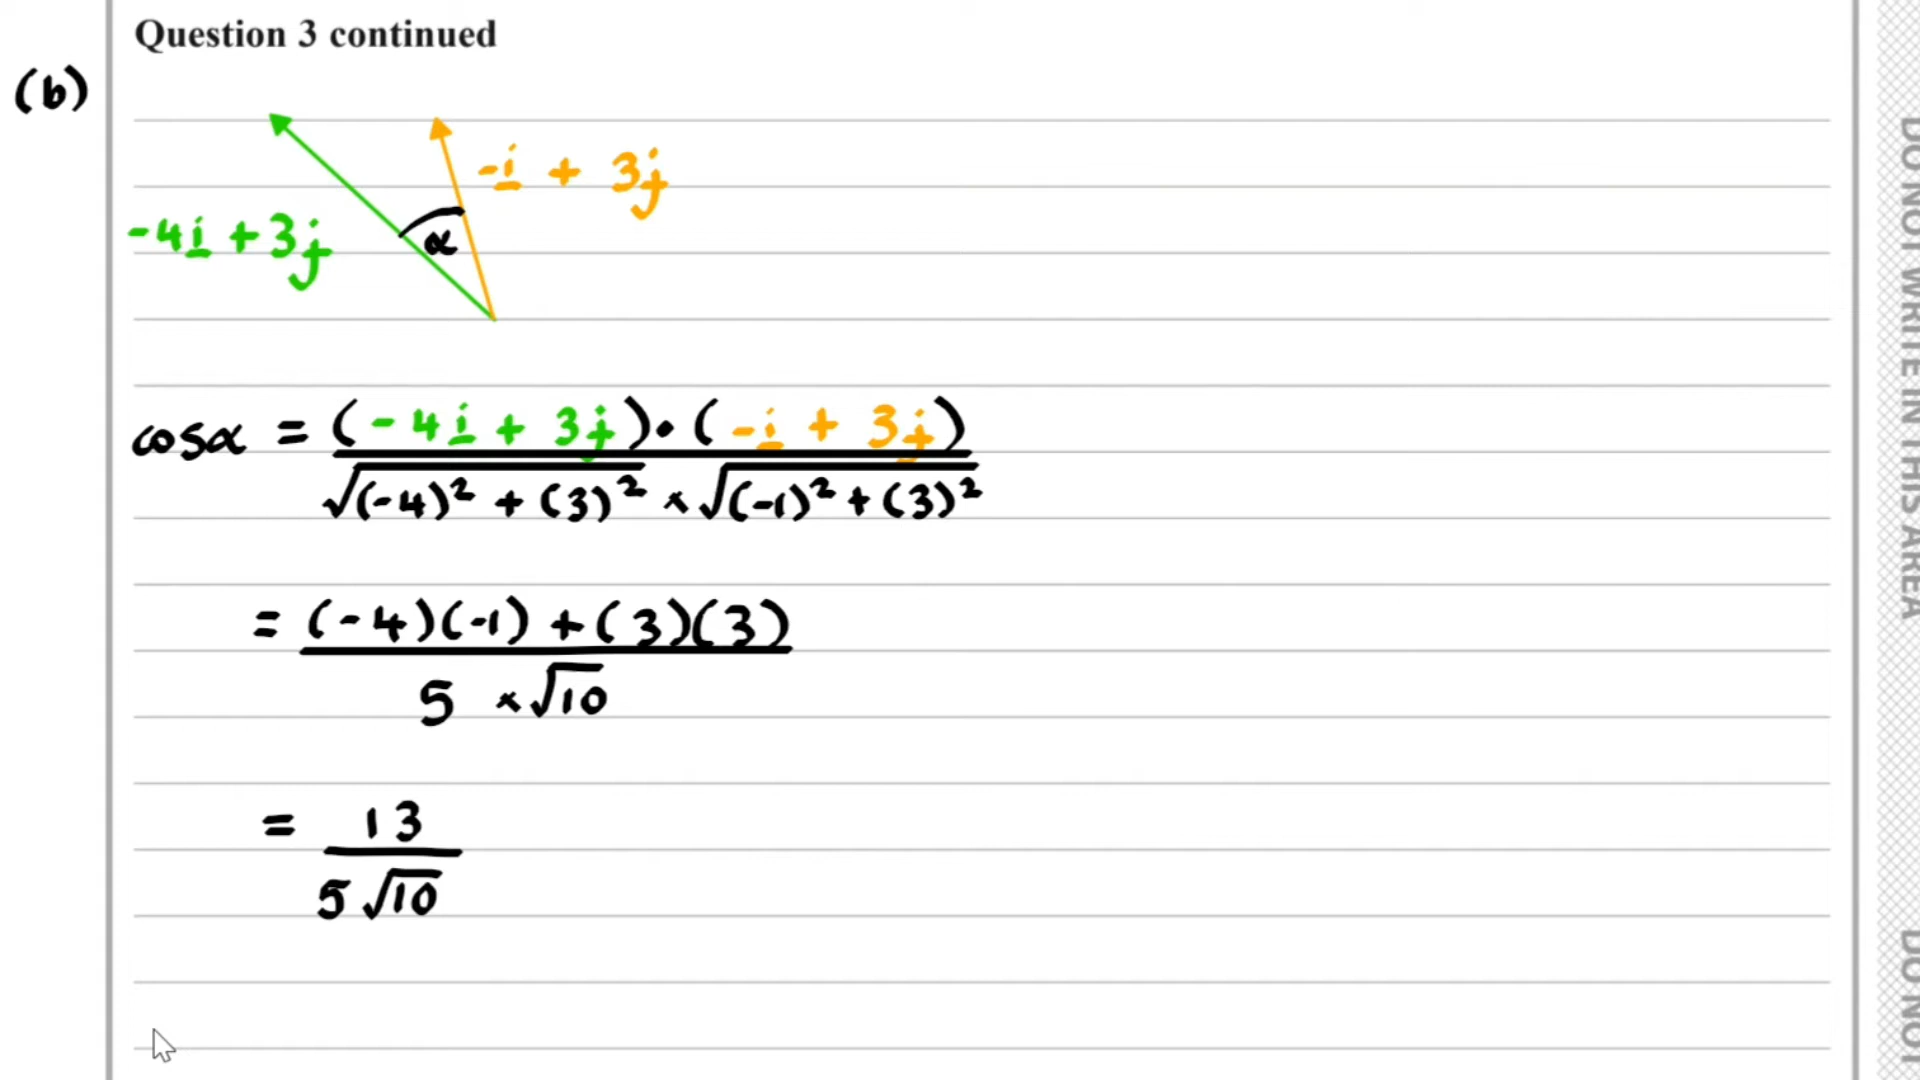 Question 3 continued
(b)
-i + 3j
-4i + 3j
α
cosα = (-4i + 3j)·(-i + 3j)
√(-4)² + (3)² × √(-1)² + (3)²
= (-4)(-1) + (3)(3)
5 × √10
= 13
5√10
DO NOT WRITE IN THIS AREA
DO NOT